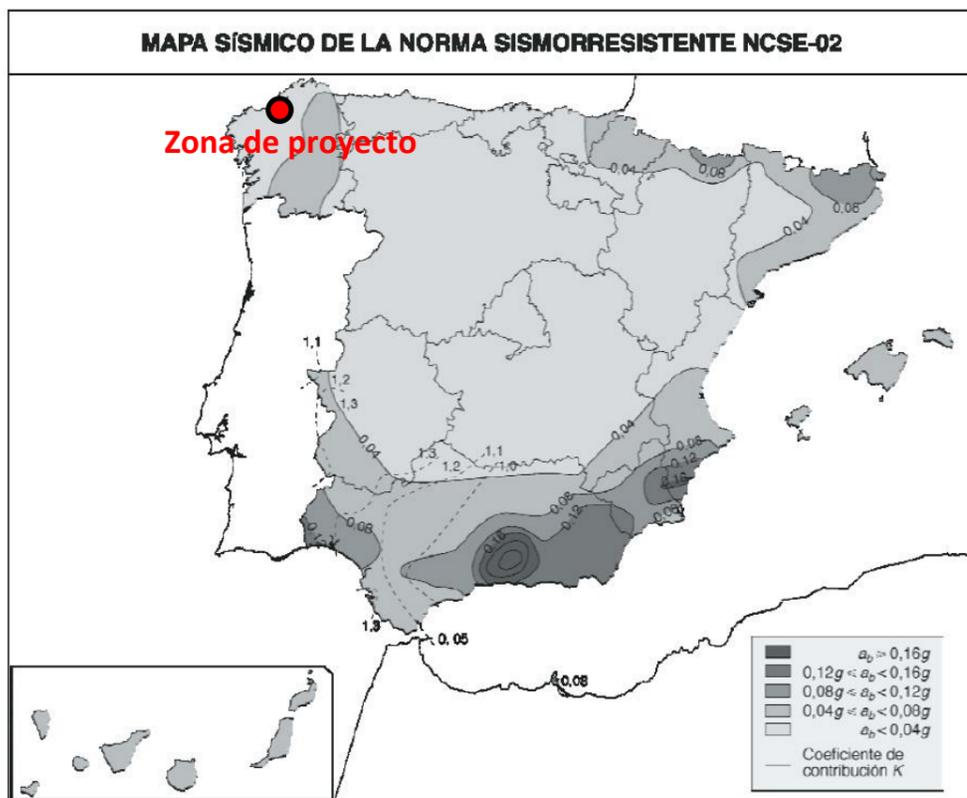 MAPA SÍSMICO DE LA NORMA SISMORRESISTENTE NCSE-02
Zona de proyecto
0,04
0,08
0,08
0,04
1,1
1,2
1,3
0,04
1,3
1,2
1,1
1,0
0,04
0,08
0,12
0,16
0,08
0,08
0,12
0,08
0,16
1,3
0,05
0,08
a_b > 0,16g
0,12g ≤ a_b < 0,16g
0,08g ≤ a_b < 0,12g
0,04g ≤ a_b < 0,08g
a_b < 0,04g
Coeficiente de
contribución K